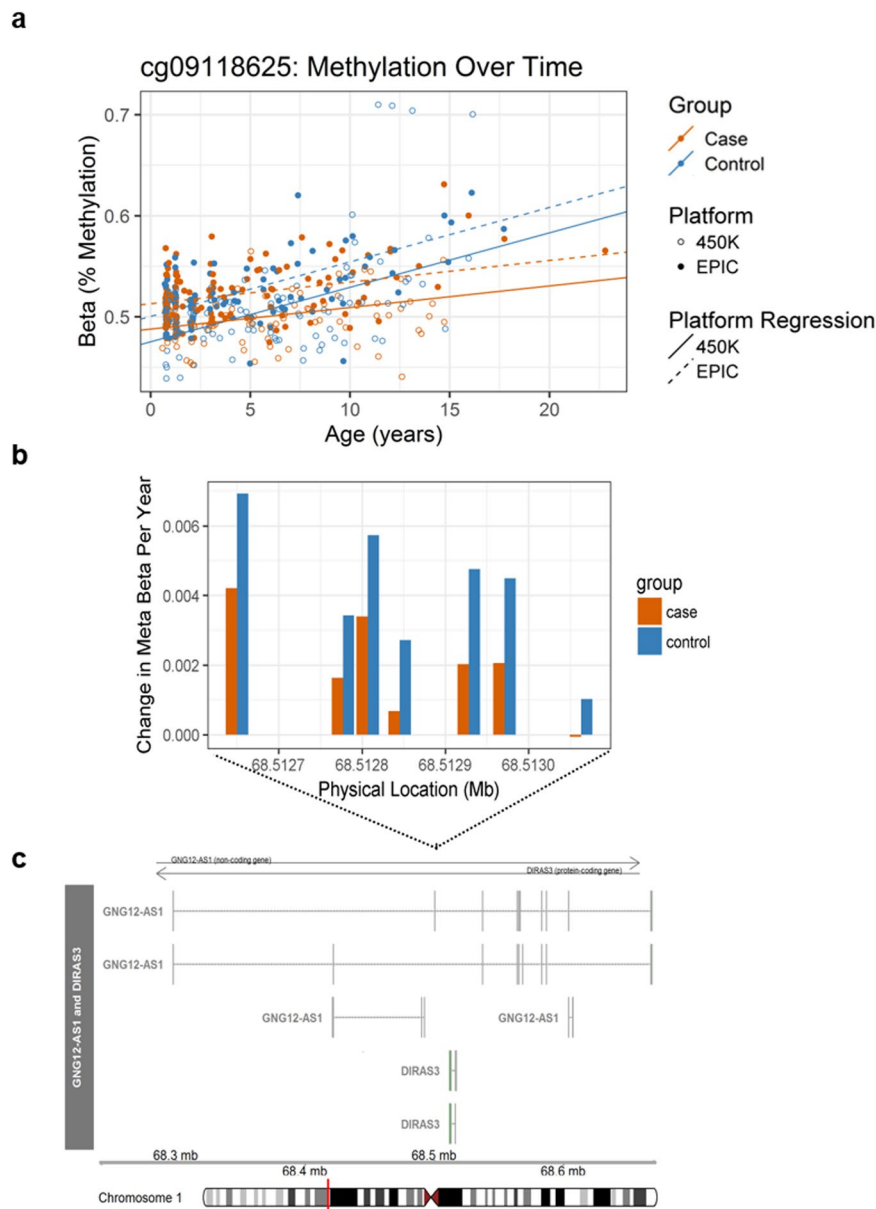 a
cg09118625: Methylation Over Time
Beta (% Methylation)
0.7
0.6
0.5
0
5
10
15
20
Age (years)
Group
Case
Control
Platform
450K
EPIC
Platform Regression
450K
EPIC
b
Change in Meta Beta Per Year
0.006
0.004
0.002
0.000
68.5127
68.5128
68.5129
68.5130
Physical Location (Mb)
group
case
control
c
GNG12-AS1 (non-coding gene)
DIRAS3 (protein-coding gene)
GNG12-AS1 and DIRAS3
GNG12-AS1
GNG12-AS1
GNG12-AS1
GNG12-AS1
DIRAS3
DIRAS3
68.3 mb
68.5 mb
68.4 mb
68.6 mb
Chromosome 1